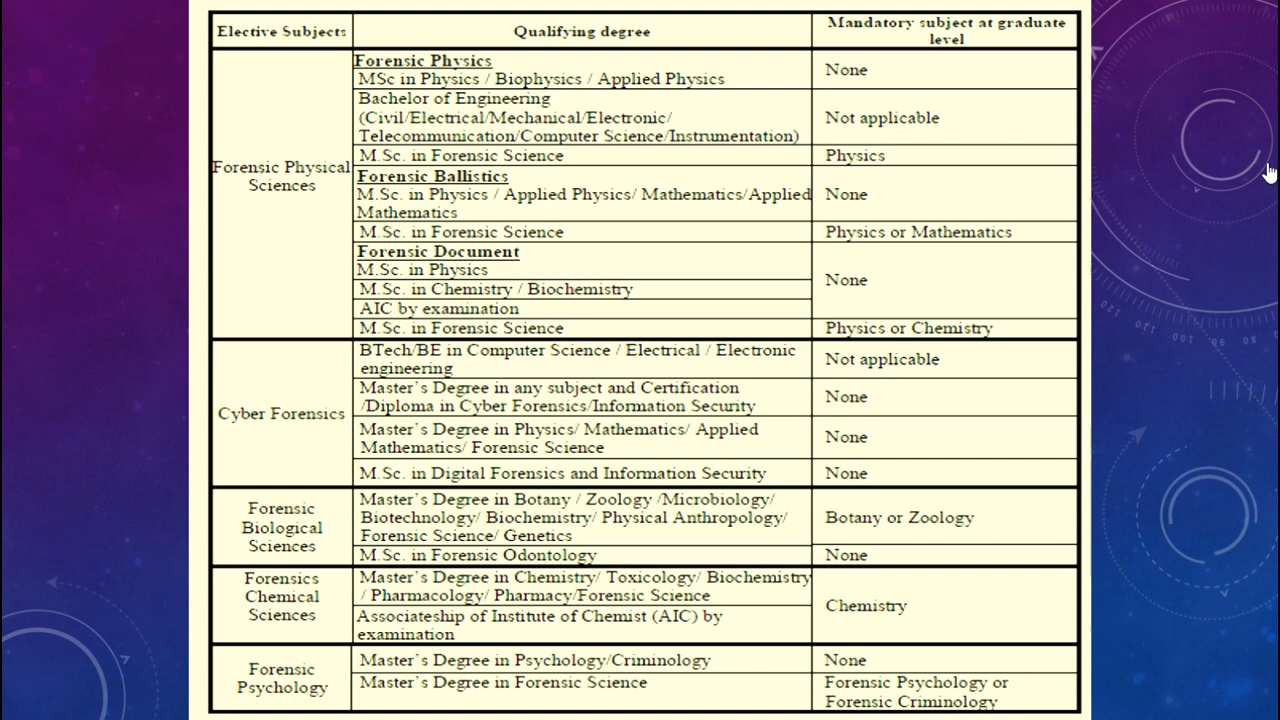 Elective Subjects
Qualifying degree
Mandatory subject at graduate
level
Forensic Physical
Sciences
Forensic Physics
MSc in Physics / Biophysics / Applied Physics
None
Bachelor of Engineering
(Civil/Electrical/Mechanical/Electronic/
Telecommunication/Computer Science/Instrumentation)
Not applicable
M.Sc. in Forensic Science
Physics
Forensic Ballistics
M.Sc. in Physics / Applied Physics/ Mathematics/Applied
Mathematics
None
M.Sc. in Forensic Science
Physics or Mathematics
Forensic Document
M.Sc. in Physics
None
M.Sc. in Chemistry / Biochemistry
AIC by examination
M.Sc. in Forensic Science
Physics or Chemistry
Cyber Forensics
BTech/BE in Computer Science / Electrical / Electronic
engineering
Not applicable
Master's Degree in any subject and Certification
/Diploma in Cyber Forensics/Information Security
None
Master's Degree in Physics/ Mathematics/ Applied
Mathematics/ Forensic Science
None
M.Sc. in Digital Forensics and Information Security
None
Forensic
Biological
Sciences
Master's Degree in Botany / Zoology /Microbiology/
Biotechnology/ Biochemistry/ Physical Anthropology/
Forensic Science/ Genetics
Botany or Zoology
M.Sc. in Forensic Odontology
None
Forensics
Chemical
Sciences
Master's Degree in Chemistry/ Toxicology/ Biochemistry
/ Pharmacology/ Pharmacy/Forensic Science
Chemistry
Associateship of Institute of Chemist (AIC) by
examination
Forensic
Psychology
Master's Degree in Psychology/Criminology
None
Master's Degree in Forensic Science
Forensic Psychology or
Forensic Criminology